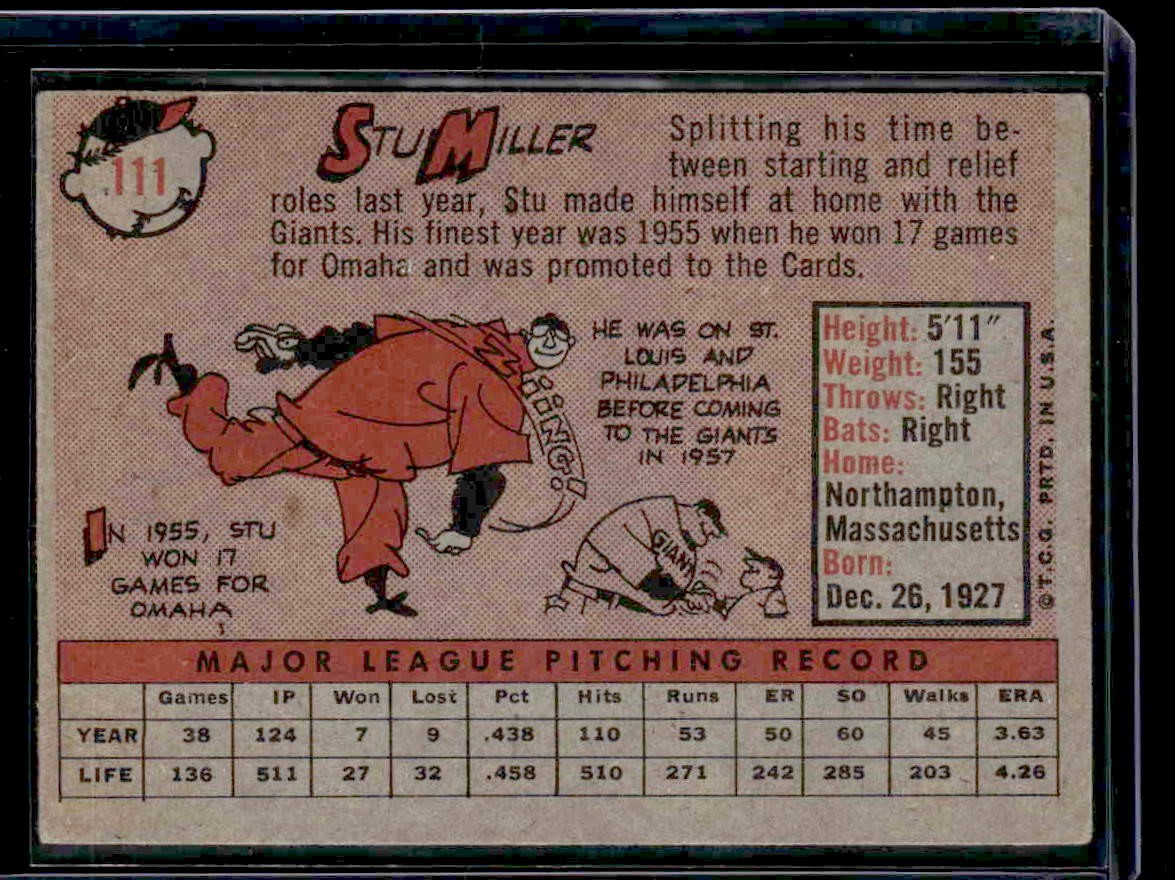 111
STU MILLER
Splitting his time be-
tween starting and relief
roles last year, Stu made himself at home with the
Giants. His finest year was 1955 when he won 17 games
for Omaha and was promoted to the Cards.
HE WAS ON ST.
LOUIS AND
PHILADELPHIA
BEFORE COMING
TO THE GIANTS
IN 1957
ZING!
GIANTS
IN 1955, STU
WON 17
GAMES FOR
OMAHA
Height: 5'11"
Weight: 155
Throws: Right
Bats: Right
Home:
Northampton,
Massachusetts
Born:
Dec. 26, 1927
© T.C.G. PRTD. IN U.S.A.
MAJOR LEAGUE PITCHING RECORD
Games IP Won Lost Pct Hits Runs ER SO Walks ERA
YEAR 38 124 7 9 .438 110 53 50 60 45 3.63
LIFE 136 511 27 32 .458 510 271 242 285 203 4.26